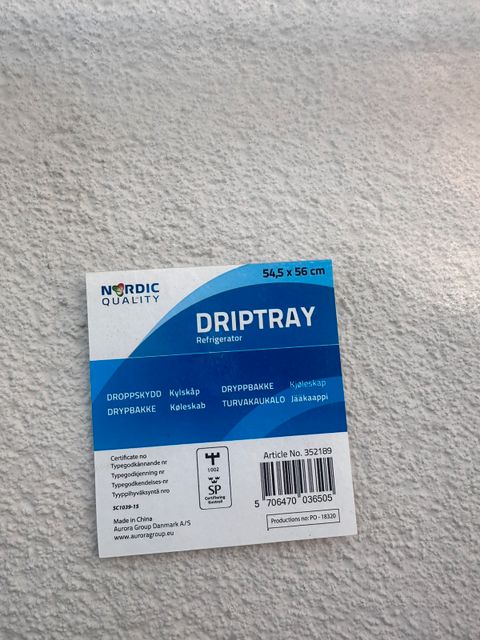 54,5 x 56 cm
NORDIC
QUALITY
DRIPTRAY
Refrigerator
DROPPSKYDD Kylskåp
DRYPBAKKE Køleskab
DRYPPBAKKE Kjøleskap
TURVAKAUKALO Jääkaappi
Certificate no
Typegodkännande nr
Typegodkjenning nr
Typegodkendelses-nr
Tyyppihyväksyntä nro
SC1039-15
Made in China
Aurora Group Danmark A/S
www.auroragroup.eu
1002
SP
Certifiering
Kontroll
Article No. 352189
5 706470 036505
Productions no: PO - 18320